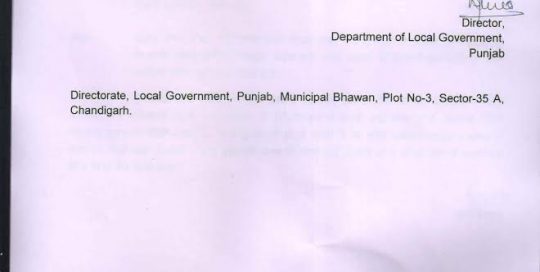 Director,
Department of Local Government,
Punjab
Directorate, Local Government, Punjab, Municipal Bhawan, Plot No-3, Sector-35 A,
Chandigarh.